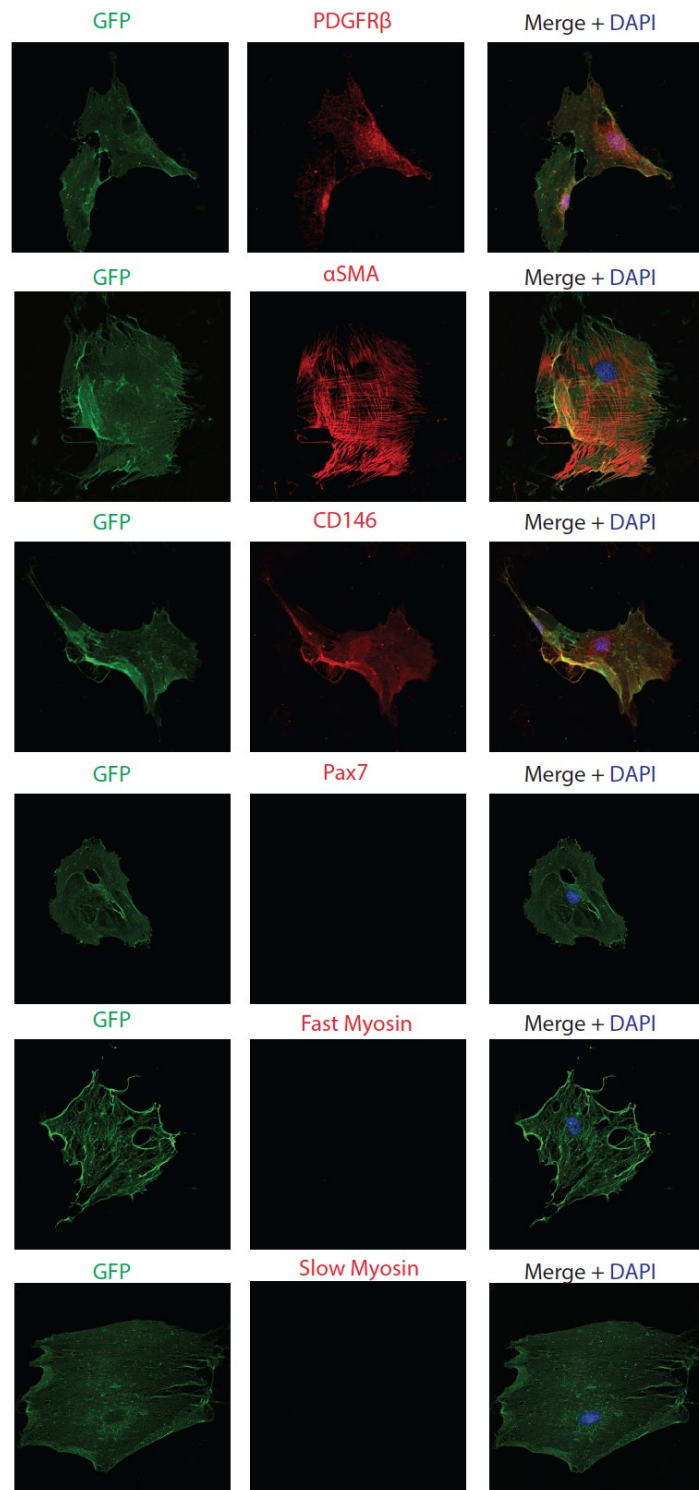 GFP PDGFRβ Merge + DAPI
GFP αSMA Merge + DAPI
GFP CD146 Merge + DAPI
GFP Pax7 Merge + DAPI
GFP Fast Myosin Merge + DAPI
GFP Slow Myosin Merge + DAPI